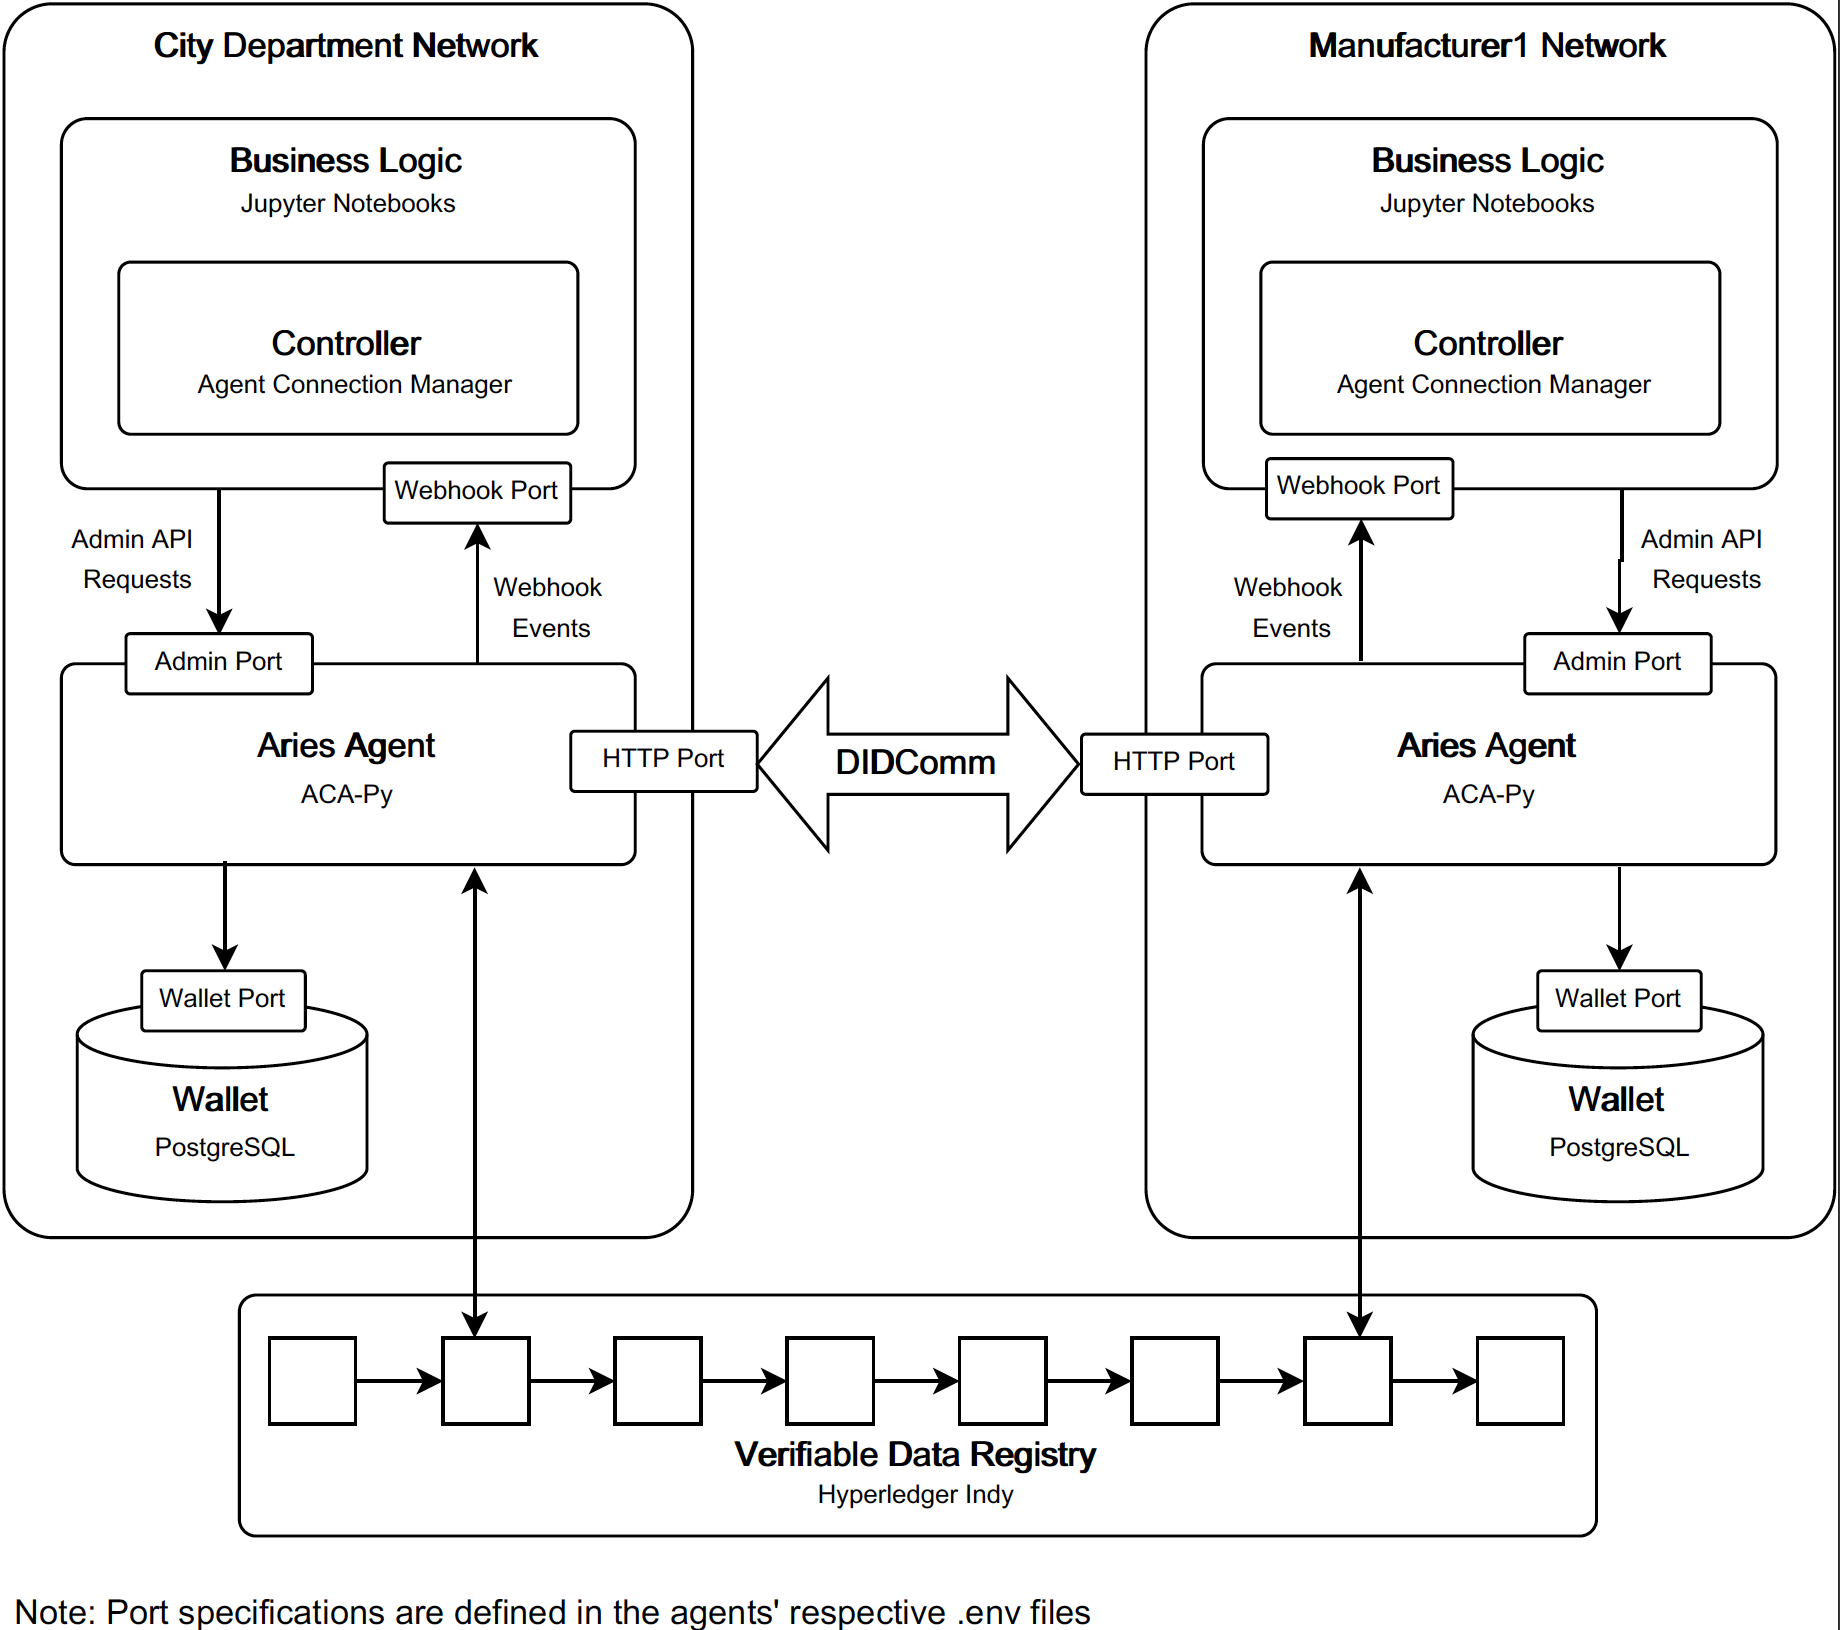 City Department Network
Business Logic
Jupyter Notebooks
Controller
Agent Connection Manager
Webhook Port
Admin API
Requests
Webhook
Events
Admin Port
Aries Agent
ACA-Py
HTTP Port
Wallet Port
Wallet
PostgreSQL
DIDComm
Manufacturer1 Network
Business Logic
Jupyter Notebooks
Controller
Agent Connection Manager
Webhook Port
Webhook
Events
Admin API
Requests
Admin Port
HTTP Port
Aries Agent
ACA-Py
Wallet Port
Wallet
PostgreSQL
Verifiable Data Registry
Hyperledger Indy
Note: Port specifications are defined in the agents' respective .env files